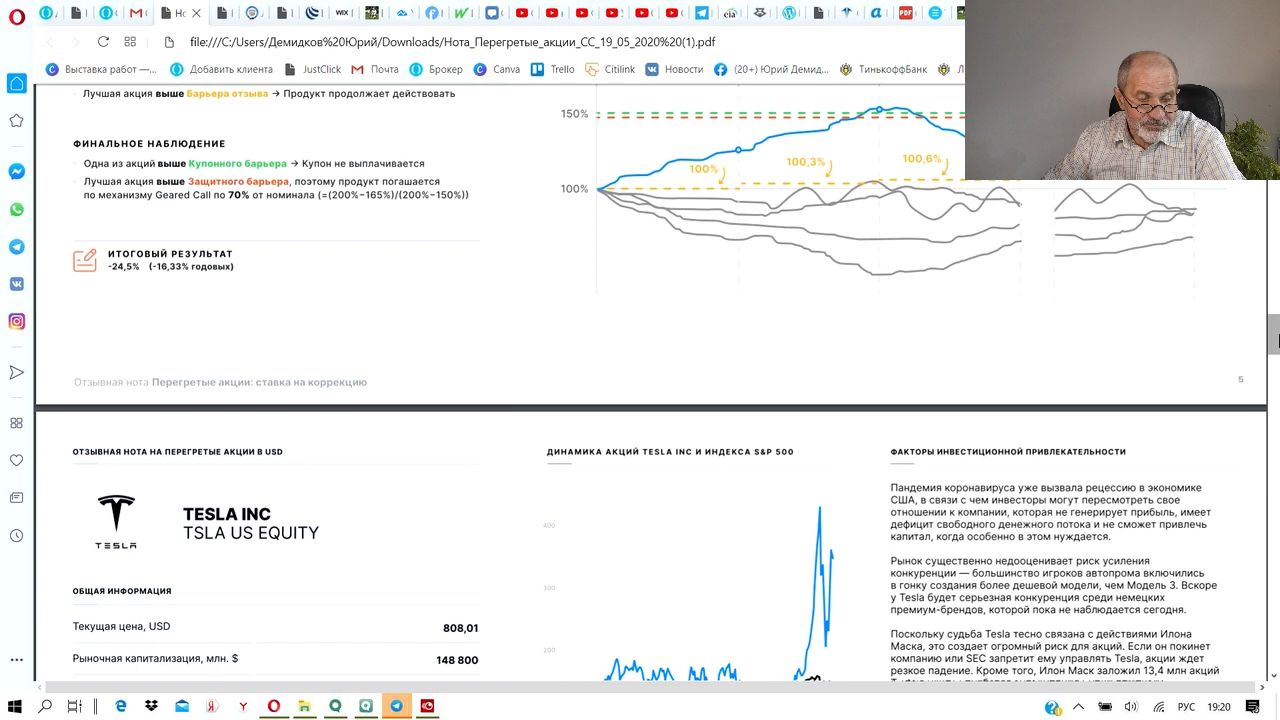 Но
WIX
eia
PDF
file:///C:/Users/Демидков%20Юрий/Downloads/Нота_Перегретые_акции_СС_19_05_2020%20(1).pdf
Выставка работ —...
Добавить клиента
JustClick
Почта
Брокер
Canva
Trello
Citilink
Новости
(20+) Юрий Демид...
ТинькоффБанк
Лучшая акция выше Барьера отзыва → Продукт продолжает действовать
ФИНАЛЬНОЕ НАБЛЮДЕНИЕ
Одна из акций выше Купонного барьера → Купон не выплачивается
Лучшая акция выше Защитного барьера, поэтому продукт погашается
по механизму Geared Call по 70% от номинала (=(200%−165%)/(200%−150%))
ИТОГОВЫЙ РЕЗУЛЬТАТ
-24,5% (-16,33% годовых)
150%
100%
100%
100,3%
100,6%
Отзывная нота Перегретые акции: ставка на коррекцию
5
ОТЗЫВНАЯ НОТА НА ПЕРЕГРЕТЫЕ АКЦИИ В USD
TESLA
TESLA INC
TSLA US EQUITY
ОБЩАЯ ИНФОРМАЦИЯ
Текущая цена, USD 808,01
Рыночная капитализация, млн. $ 148 800
ДИНАМИКА АКЦИЙ TESLA INC И ИНДЕКСА S&P 500
400
300
200
ФАКТОРЫ ИНВЕСТИЦИОННОЙ ПРИВЛЕКАТЕЛЬНОСТИ
Пандемия коронавируса уже вызвала рецессию в экономике
США, в связи с чем инвесторы могут пересмотреть свое
отношении к компании, которая не генерирует прибыль, имеет
дефицит свободного денежного потока и не сможет привлечь
капитал, когда особенно в этом нуждается.
Рынок существенно недооценивает риск усиления
конкуренции — большинство игроков автопрома включились
в гонку создания более дешевой модели, чем Модель 3. Вскоре
у Tesla будет серьезная конкуренция среди немецких
премиум-брендов, которой пока не наблюдается сегодня.
Поскольку судьба Tesla тесно связана с действиями Илона
Маска, это создает огромный риск для акций. Если он покинет
компанию или SEC запретит ему управлять Tesla, акции ждет
резкое падение. Кроме того, Илон Маск заложил 13,4 млн акций
РУС
19:20